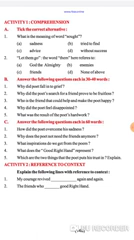 ACTIVITY 1 : COMPREHENSION
A. Tick the correct alternative :
1. What is the meaning of word "sought"?
(a) sadness (b) tried to find
(c) advice (d) without success
2. "Let them go" - the word "them" here referes to:
(a) God the Almighty (b) enemies
(c) friends (d) None of above
B. Answer the following questions each in 30-40 words :
1. Why did poet fall in to grief?
2. Why did the poet's search for a friend prove to be fruitless ?
3. Who is the friend that could help and make the poet happy ?
4. Why did the poet feel disappointed ?
5. What was the result of the poet's hardwork ?
C. Answer the following questions each in 60 words :
1. How did the poet overcome his sadness ?
2. Why does the poet not need the friends anymore ?
3. What inspirations do we get from the poem ?
4. What does the "Good Right Hand" represent ?
5. Which are the two things that the poet puts his trust in ? Explain.
ACTIVITY 2 : REFERENCE TO CONTEXT
Explain the following lines with reference to context :
1. My courage revived again and again.
2. The friends who good Right Hand.